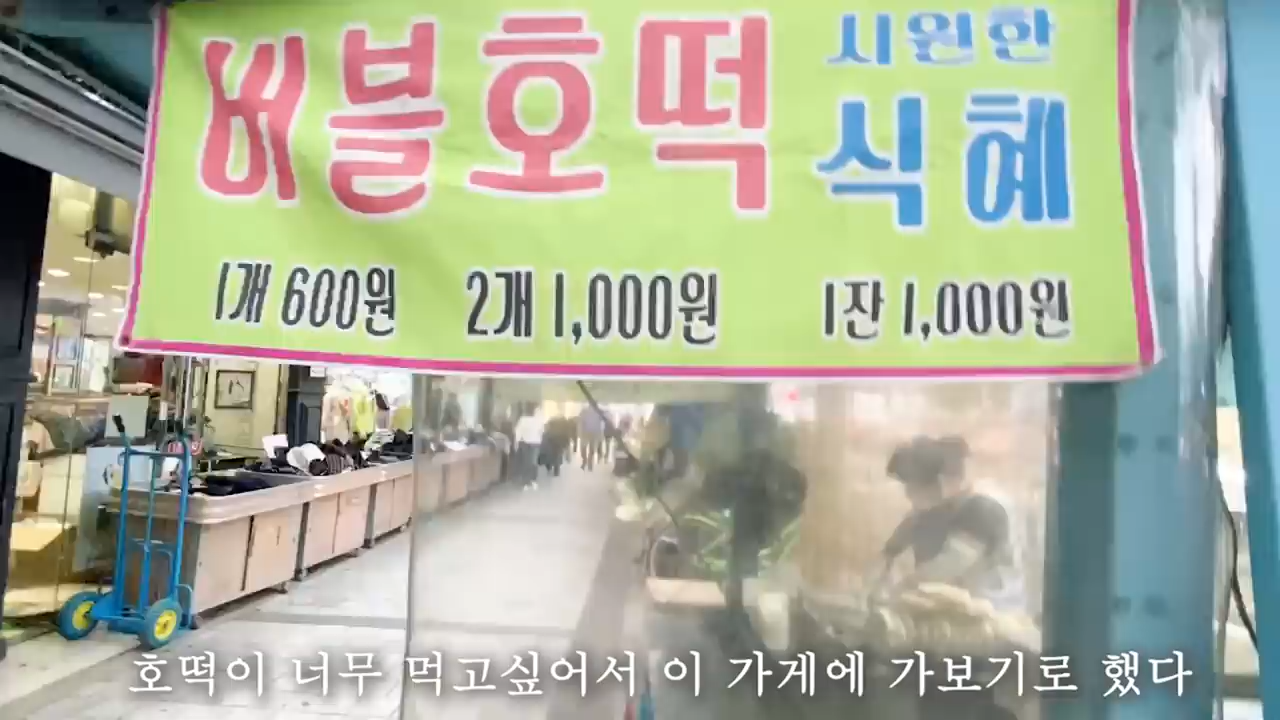 버블호떡 시원한 식혜
1개 600원 2개 1,000원 1잔 1,000원
호떡이 너무 먹고싶어서 이 가게에 가보기로 했다